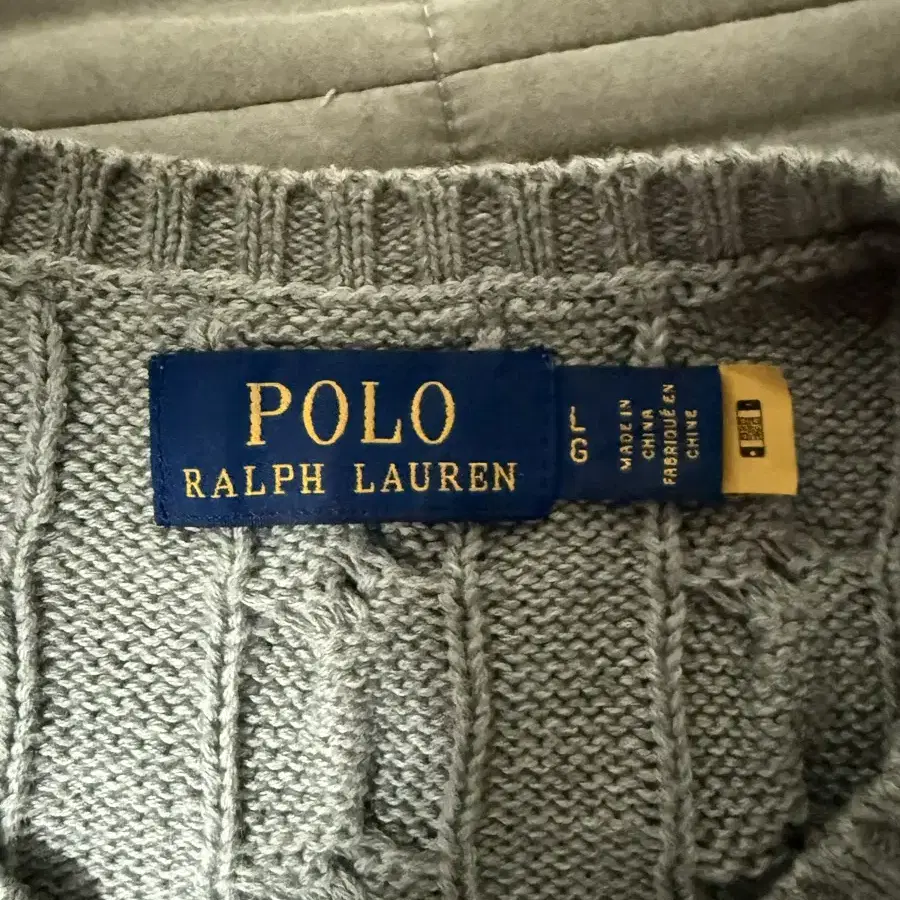 POLO
RALPH LAUREN
L
G
MADE IN
CHINA
FABRIQUÉ EN
CHINE